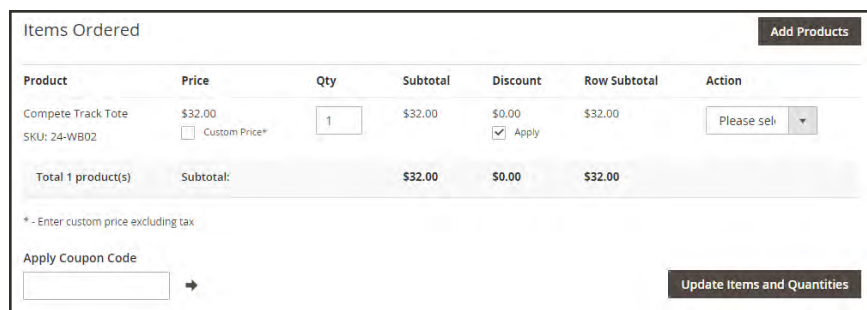 Items Ordered
Add Products
Product Price Qty Subtotal Discount Row Subtotal Action
Compete Track Tote $32.00 1 $32.00 $0.00 $32.00 Please sel
SKU: 24-WB02 Custom Price* Apply
Total 1 product(s) Subtotal: $32.00 $0.00 $32.00
* - Enter custom price excluding tax
Apply Coupon Code
Update Items and Quantities